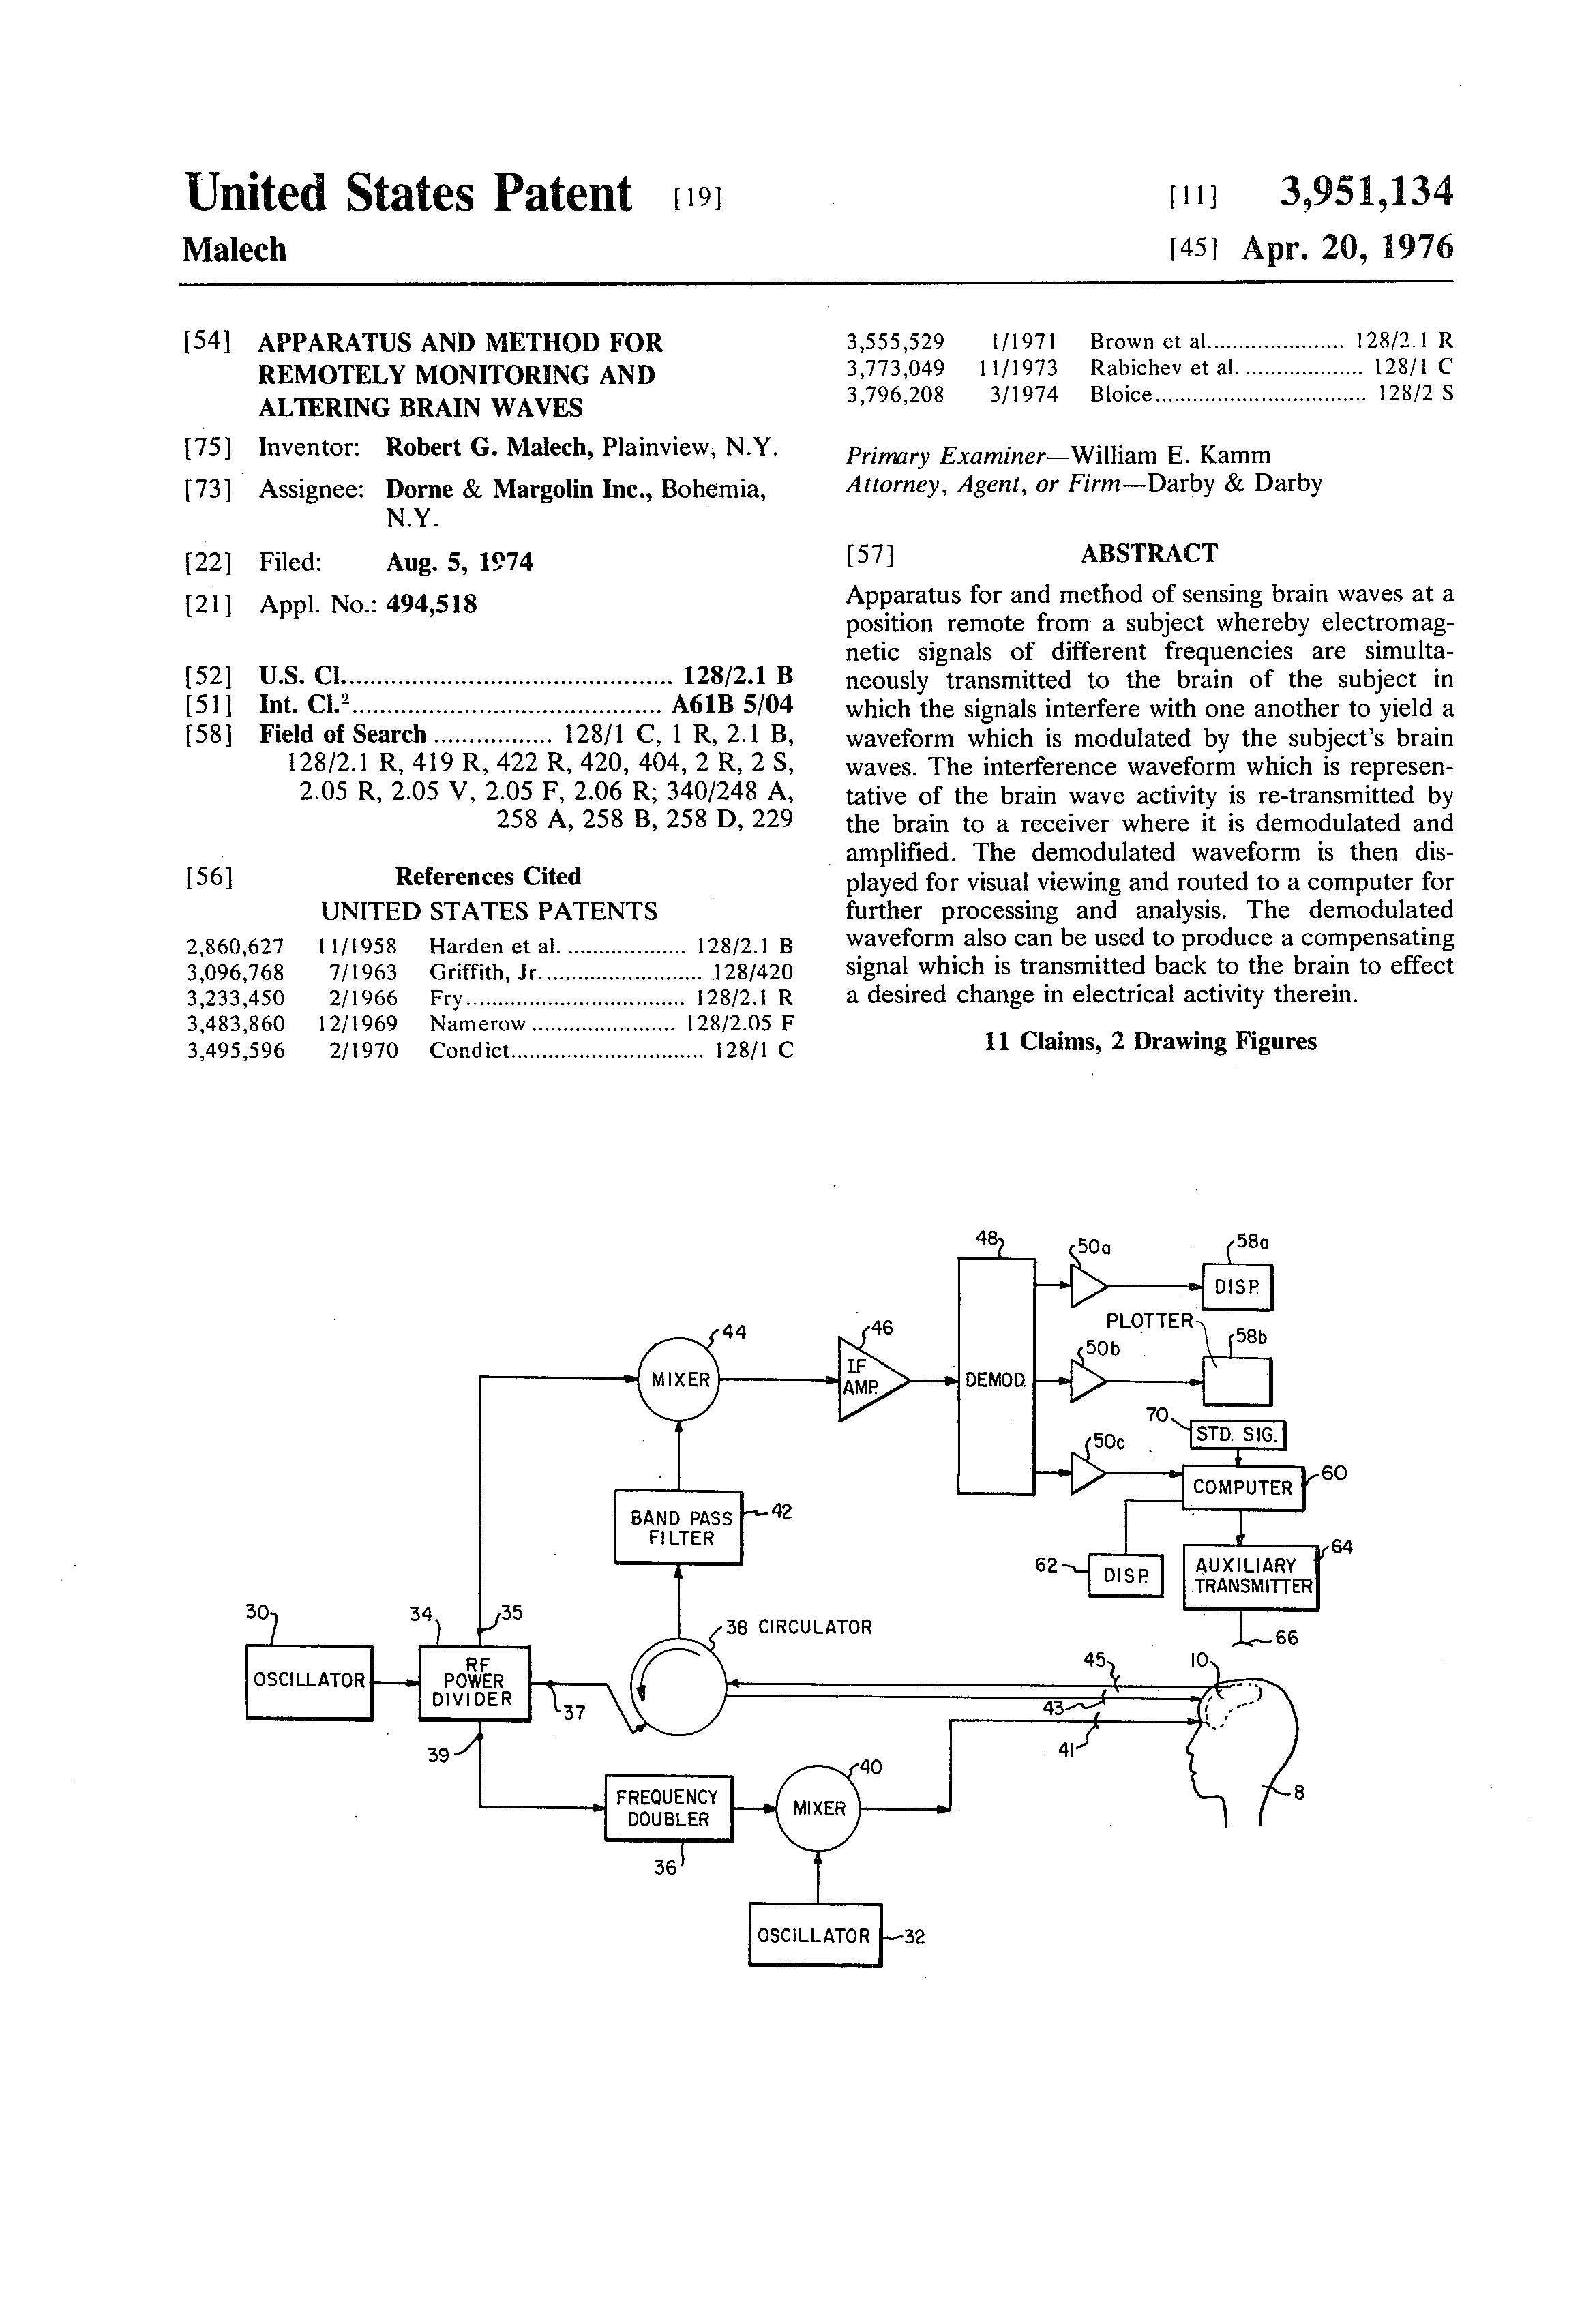 United States Patent [19]
Malech
[11] 3,951,134
[45] Apr. 20, 1976
[54] APPARATUS AND METHOD FOR
REMOTELY MONITORING AND
ALTERING BRAIN WAVES
[75] Inventor: Robert G. Malech, Plainview, N.Y.
[73] Assignee: Dorne & Margolin Inc., Bohemia,
N.Y.
[22] Filed: Aug. 5, 1974
[21] Appl. No.: 494,518
[52] U.S. Cl. 128/2.1 B
[51] Int. Cl.² A61B 5/04
[58] Field of Search 128/1 C, 1 R, 2.1 B,
128/2.1 R, 419 R, 422 R, 420, 404, 2 R, 2 S,
2.05 R, 2.05 V, 2.05 F, 2.06 R; 340/248 A,
258 A, 258 B, 258 D, 229
[56] References Cited
UNITED STATES PATENTS
2,860,627 11/1958 Harden et al. 128/2.1 B
3,096,768 7/1963 Griffith, Jr. 128/420
3,233,450 2/1966 Fry 128/2.1 R
3,483,860 12/1969 Namerow 128/2.05 F
3,495,596 2/1970 Condict 128/1 C
3,555,529 1/1971 Brown et al. 128/2.1 R
3,773,049 11/1973 Rabichev et al. 128/1 C
3,796,208 3/1974 Bloice 128/2 S
Primary Examiner—William E. Kamm
Attorney, Agent, or Firm—Darby & Darby
[57] ABSTRACT
Apparatus for and method of sensing brain waves at a
position remote from a subject whereby electromag-
netic signals of different frequencies are simulta-
neously transmitted to the brain of the subject in
which the signals interfere with one another to yield a
waveform which is modulated by the subject's brain
waves. The interference waveform which is represen-
tative of the brain wave activity is re-transmitted by
the brain to a receiver where it is demodulated and
amplified. The demodulated waveform is then dis-
played for visual viewing and routed to a computer for
further processing and analysis. The demodulated
waveform also can be used to produce a compensating
signal which is transmitted back to the brain to effect
a desired change in electrical activity therein.
11 Claims, 2 Drawing Figures
48
50a
58a
DISP.
PLOTTER
44
46
50b
58b
MIXER
IF
AMP.
DEMOD.
70
STD. SIG.
50c
60
COMPUTER
42
BAND PASS
FILTER
62
DISP.
64
AUXILIARY
TRANSMITTER
30
34
35
38 CIRCULATOR
66
OSCILLATOR
RF
POWER
DIVIDER
37
45
10
43
41
39
40
8
FREQUENCY
DOUBLER
MIXER
36
OSCILLATOR
32